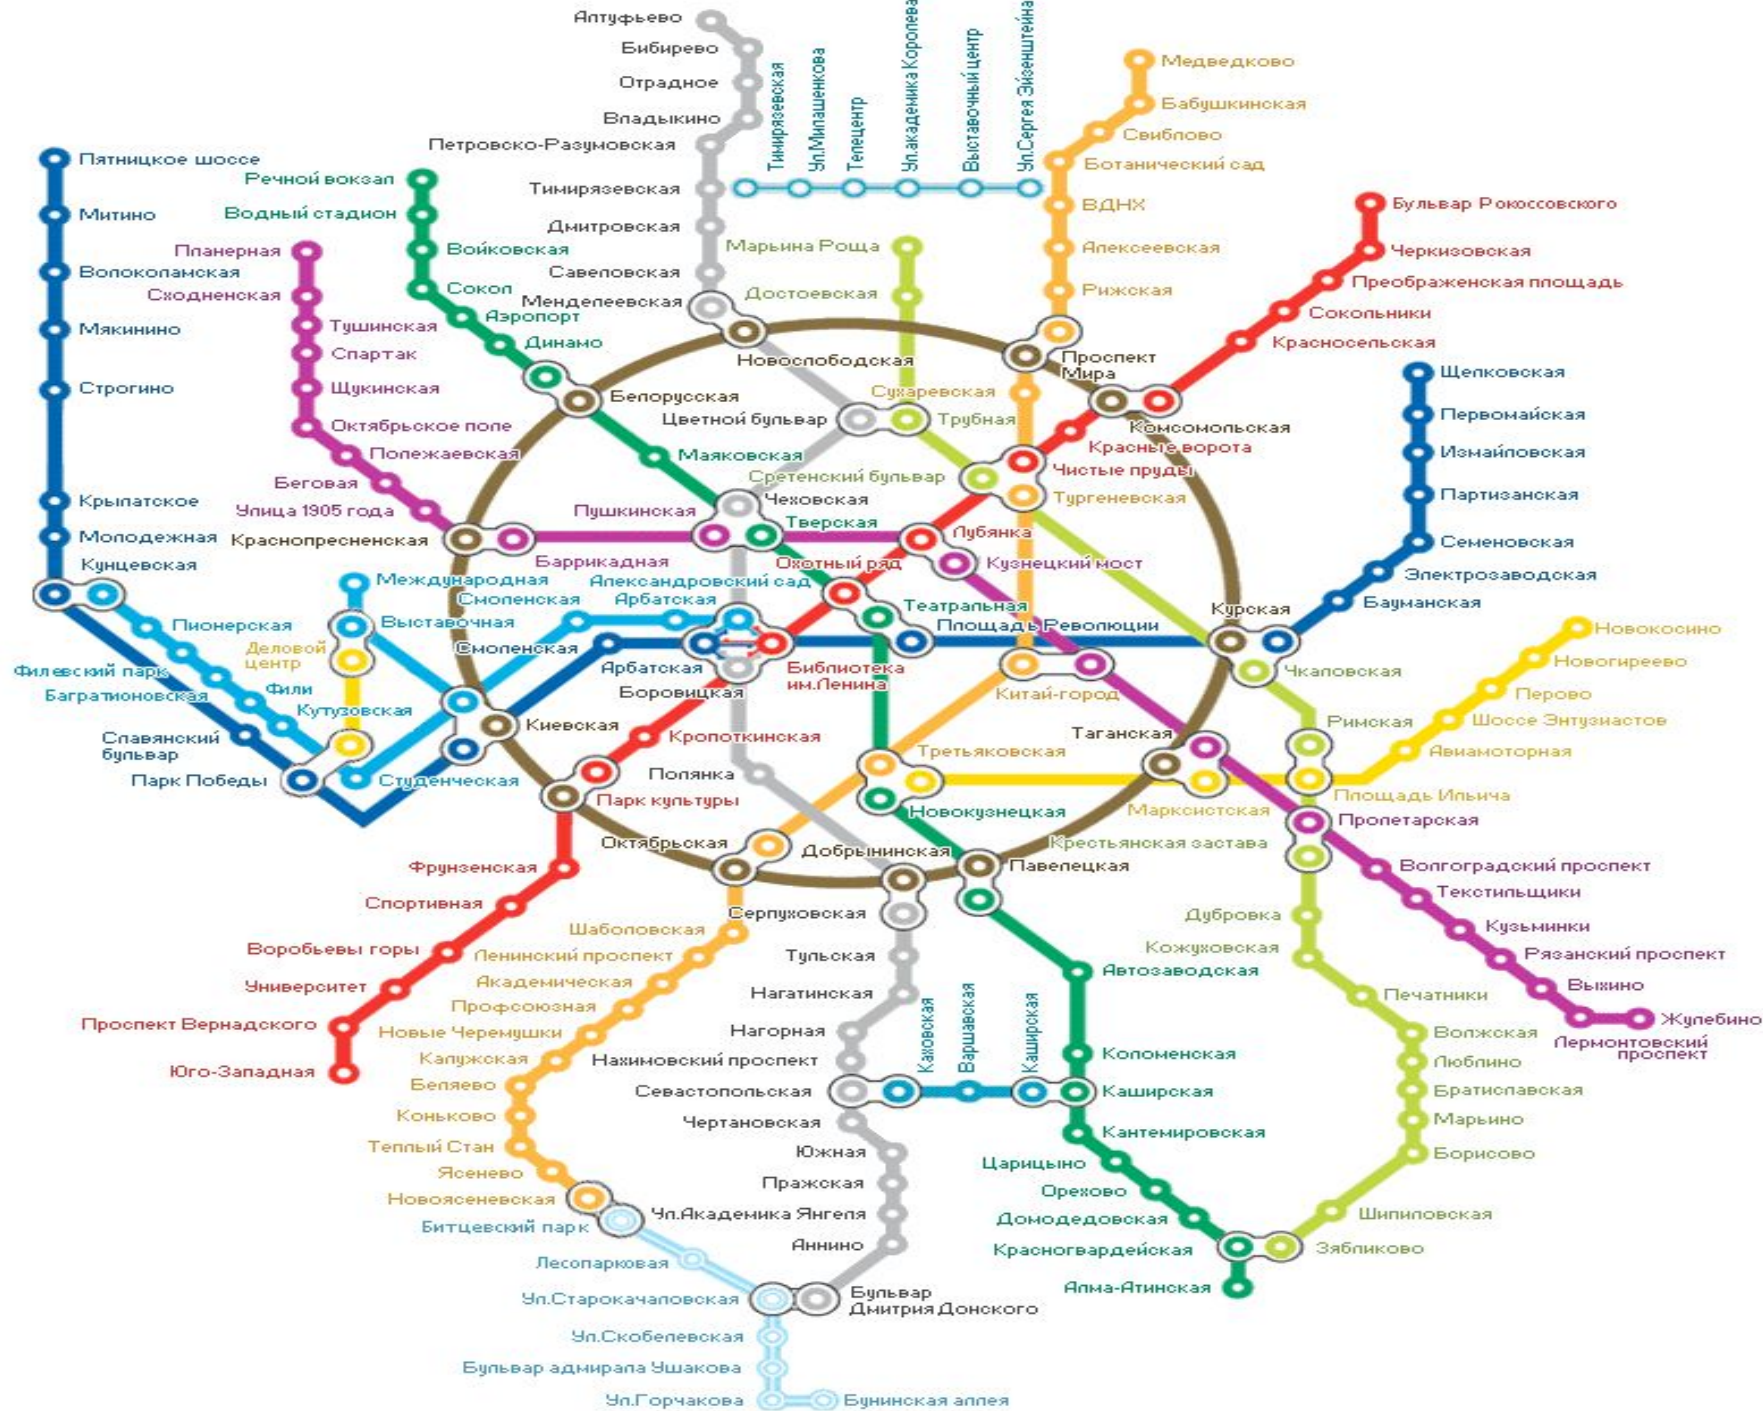 Алтуфьево
Бибирево
Отрадное
Владыкино
Петровско-Разумовская
Тимирязевская
Дмитровская
Савеловская
Менделеевская
Новослободская
Тимирязевская
Ул.Милашенкова
Телецентр
Ул.академика Королева
Выставочный центр
Ул.Сергея Эйзенштейна
Медведково
Бабушкинская
Свиблово
Ботанический сад
ВДНХ
Алексеевская
Рижская
Проспект
Мира
Марьина Роща
Достоевская
Бульвар Рокоссовского
Черкизовская
Преображенская площадь
Сокольники
Красносельская
Комсомольская
Красные ворота
Чистые пруды
Тургеневская
Сухаревская
Трубная
Цветной бульвар
Сретенский бульвар
Пятницкое шоссе
Митино
Волоколамская
Мякинино
Строгино
Крылатское
Молодежная
Кунцевская
Речной вокзал
Водный стадион
Войковская
Сокол
Аэропорт
Динамо
Белорусская
Маяковская
Планерная
Сходненская
Тушинская
Спартак
Щукинская
Октябрьское поле
Полежаевская
Беговая
Улица 1905 года
Краснопресненская
Баррикадная
Пушкинская
Чеховская
Тверская
Лубянка
Кузнецкий мост
Охотный ряд
Театральная
Площадь Революции
Щелковская
Первомайская
Измайловская
Партизанская
Семеновская
Электрозаводская
Бауманская
Курская
Чкаловская
Международная
Выставочная
Деловой
центр
Смоленская
Арбатская
Александровский сад
Смоленская
Арбатская
Боровицкая
Библиотека
им.Ленина
Китай-город
Пионерская
Филевский парк
Багратионовская
Фили
Кутузовская
Славянский
бульвар
Парк Победы
Студенческая
Киевская
Кропоткинская
Полянка
Парк культуры
Новокосино
Новогиреево
Перово
Шоссе Энтузиастов
Авиамоторная
Римская
Площадь Ильича
Таганская
Марксистская
Третьяковская
Новокузнецкая
Пролетарская
Крестьянская застава
Октябрьская
Добрынинская
Павелецкая
Серпуховская
Фрунзенская
Спортивная
Воробьевы горы
Университет
Проспект Вернадского
Юго-Западная
Шаболовская
Ленинский проспект
Академическая
Профсоюзная
Новые Черемушки
Калужская
Беляево
Коньково
Теплый Стан
Ясенево
Новоясеневская
Битцевский парк
Лесопарковая
Ул.Старокачаловская
Ул.Скобелевская
Бульвар адмирала Ушакова
Ул.Горчакова
Бунинская аллея
Тульская
Нагатинская
Нагорная
Нахимовский проспект
Севастопольская
Чертановская
Южная
Пражская
Ул.Академика Янгеля
Аннино
Бульвар
Дмитрия Донского
Каховская
Варшавская
Каширская
Автозаводская
Коломенская
Каширская
Кантемировская
Царицыно
Орехово
Домодедовская
Красногвардейская
Алма-Атинская
Волгоградский проспект
Текстильщики
Кузьминки
Рязанский проспект
Выхино
Лермонтовский
проспект
Жулебино
Дубровка
Кожуховская
Печатники
Волжская
Люблино
Братиславская
Марьино
Борисово
Шипиловская
Зябликово